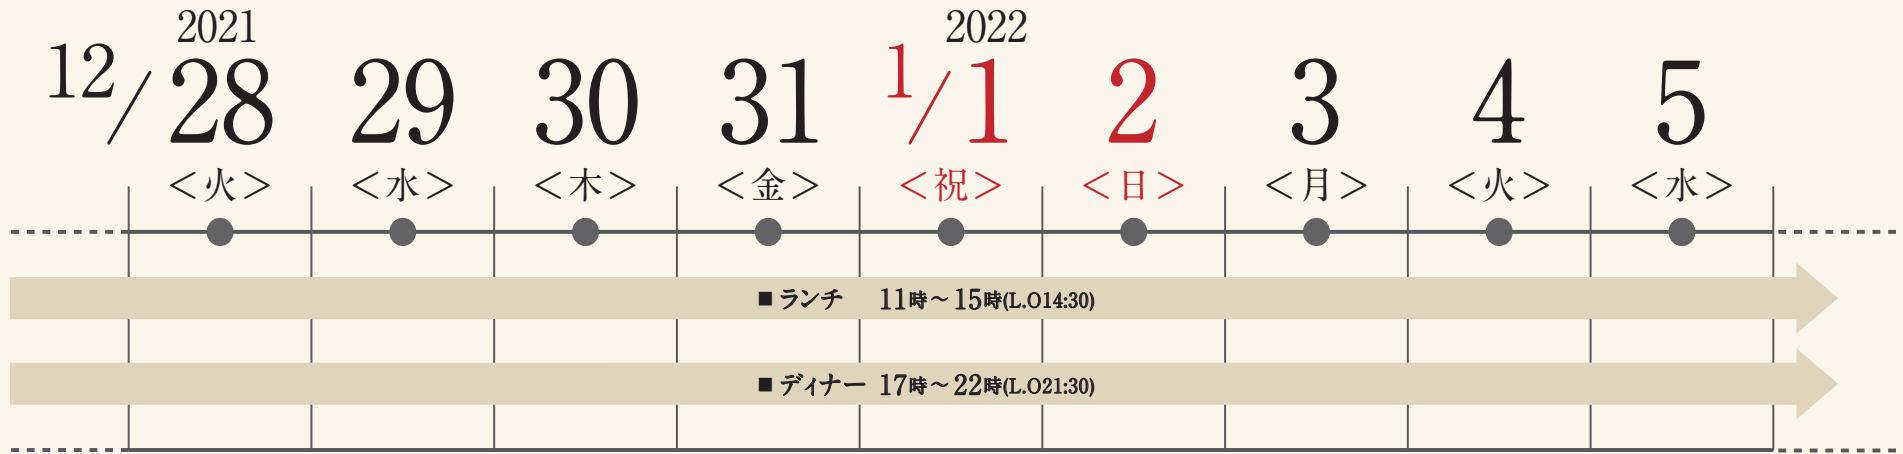 2021 2022
12/28 29 30 31 1/1 2 3 4 5
<火> <水> <木> <金> <祝> <日> <月> <火> <水>
■ランチ 11時～15時(L.O14:30)
■ディナー 17時～22時(L.O21:30)